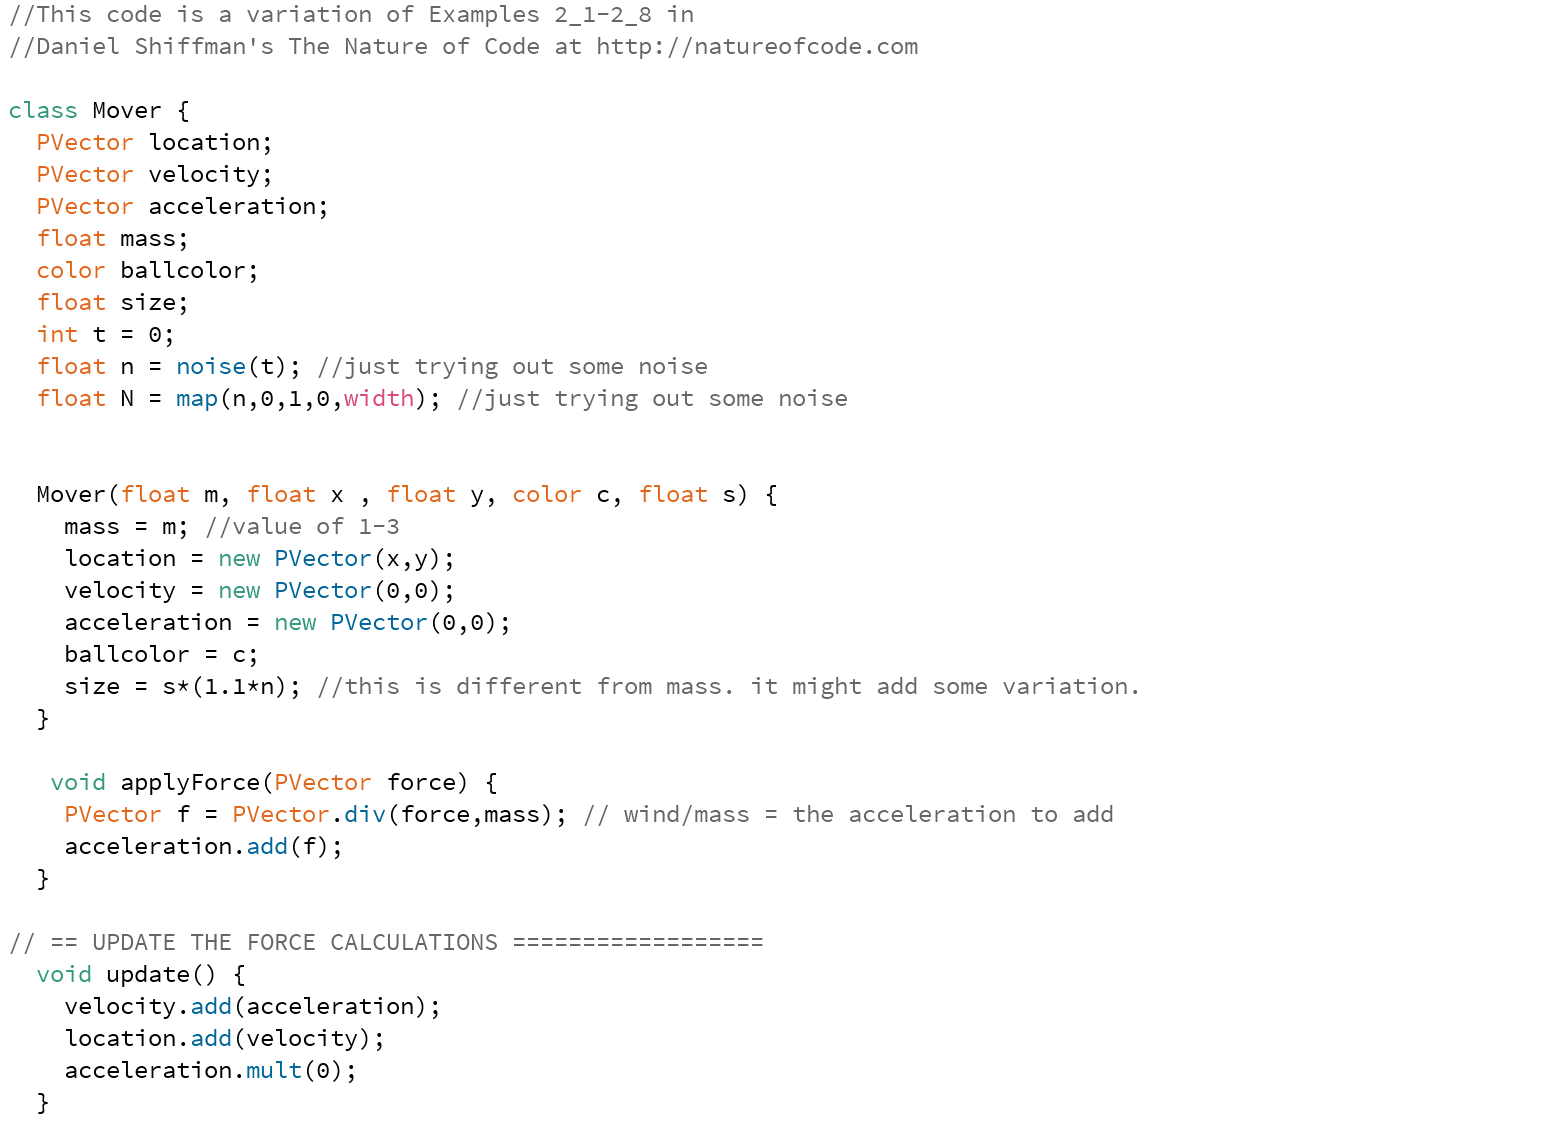 //This code is a variation of Examples 2_1-2_8 in
//Daniel Shiffman's The Nature of Code at http://natureofcode.com
class Mover {
PVector location;
PVector velocity;
PVector acceleration;
float mass;
color ballcolor;
float size;
int t = 0;
float n = noise(t); //just trying out some noise
float N = map(n,0,1,0,width); //just trying out some noise
Mover(float m, float x , float y, color c, float s) {
mass = m; //value of 1-3
location = new PVector(x,y);
velocity = new PVector(0,0);
acceleration = new PVector(0,0);
ballcolor = c;
size = s*(1.1*n); //this is different from mass. it might add some variation.
}
void applyForce(PVector force) {
PVector f = PVector.div(force,mass); // wind/mass = the acceleration to add
acceleration.add(f);
}
// == UPDATE THE FORCE CALCULATIONS ==================
void update() {
velocity.add(acceleration);
location.add(velocity);
acceleration.mult(0);
}